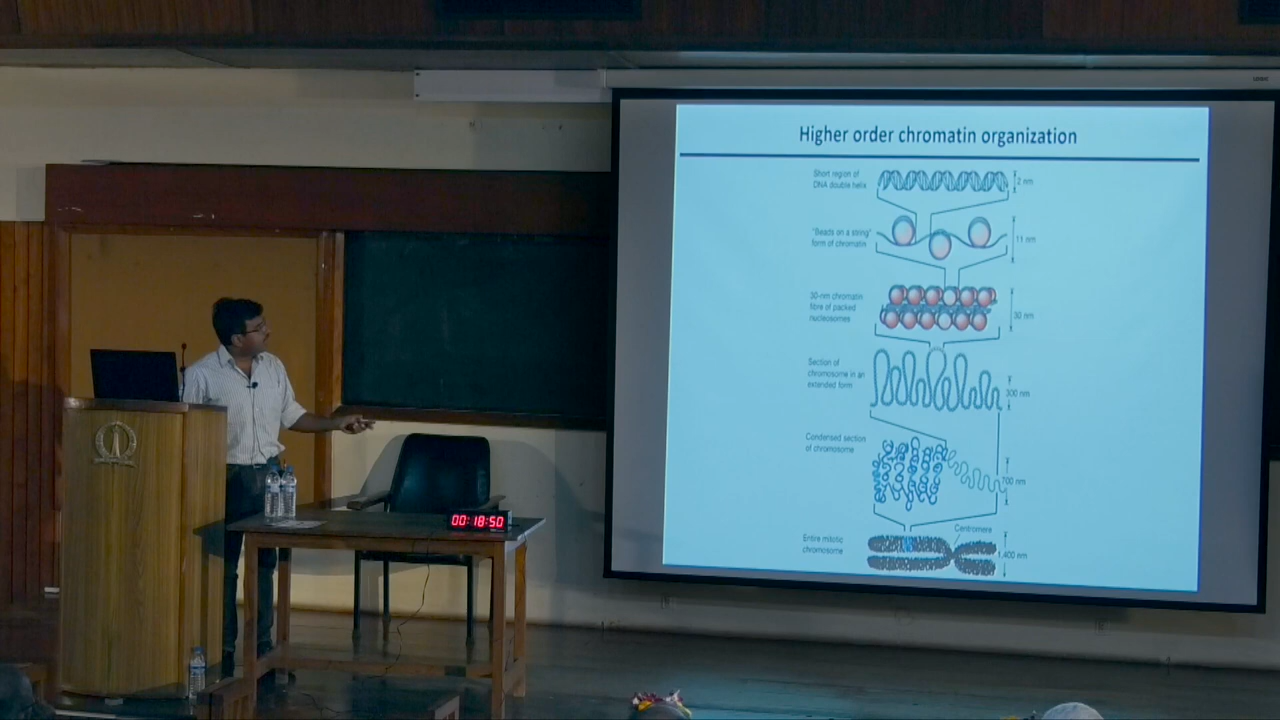 Higher order chromatin organization
Short region of
DNA double helix
2 nm
"Beads on a string"
form of chromatin
11 nm
30-nm chromatin
fibre of packed
nucleosomes
30 nm
Section of
chromosome in an
extended form
300 nm
Condensed section
of chromosome
700 nm
Centromere
Entire mitotic
chromosome
1,400 nm
00:18:50